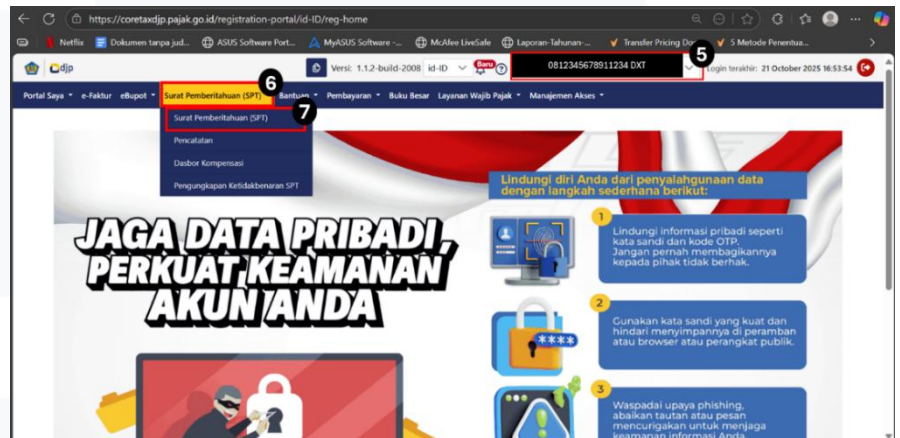 https://coretaxdjp.pajak.go.id/registration-portal/id-ID/reg-home
Netflix Dokumen tanpa jud... ASUS Software Port... MyASUS Software -... McAfee LiveSafe Laporan-Tahunan-... Transfer Pricing Do 5 Metode Penentua...
5
djp Versi: 1.1.2-build-2008 id-ID Baru 0812345678911234 DXT Login terakhir: 21 October 2025 16:53:54
6
Portal Saya e-Faktur eBupot Surat Pemberitahuan (SPT) Bantuan Pembayaran Buku Besar Layanan Wajib Pajak Manajemen Akses
7
Surat Pemberitahuan (SPT)
Pencatatan
Dasbor Kompensasi
Pengungkapan Ketidakbenaran SPT
JAGA DATA PRIBADI,
PERKUAT KEAMANAN
AKUN ANDA
Lindungi diri Anda dari penyalahgunaan data
dengan langkah sederhana berikut:
1
Lindungi informasi pribadi seperti
kata sandi dan kode OTP.
Jangan pernah membagikannya
kepada pihak tidak berhak.
2
Gunakan kata sandi yang kuat dan
hindari menyimpannya di peramban
atau browser atau perangkat publik.
****
3
Waspadai upaya phishing,
abaikan tautan atau pesan
mencurigakan untuk menjaga
keamanan informasi Anda